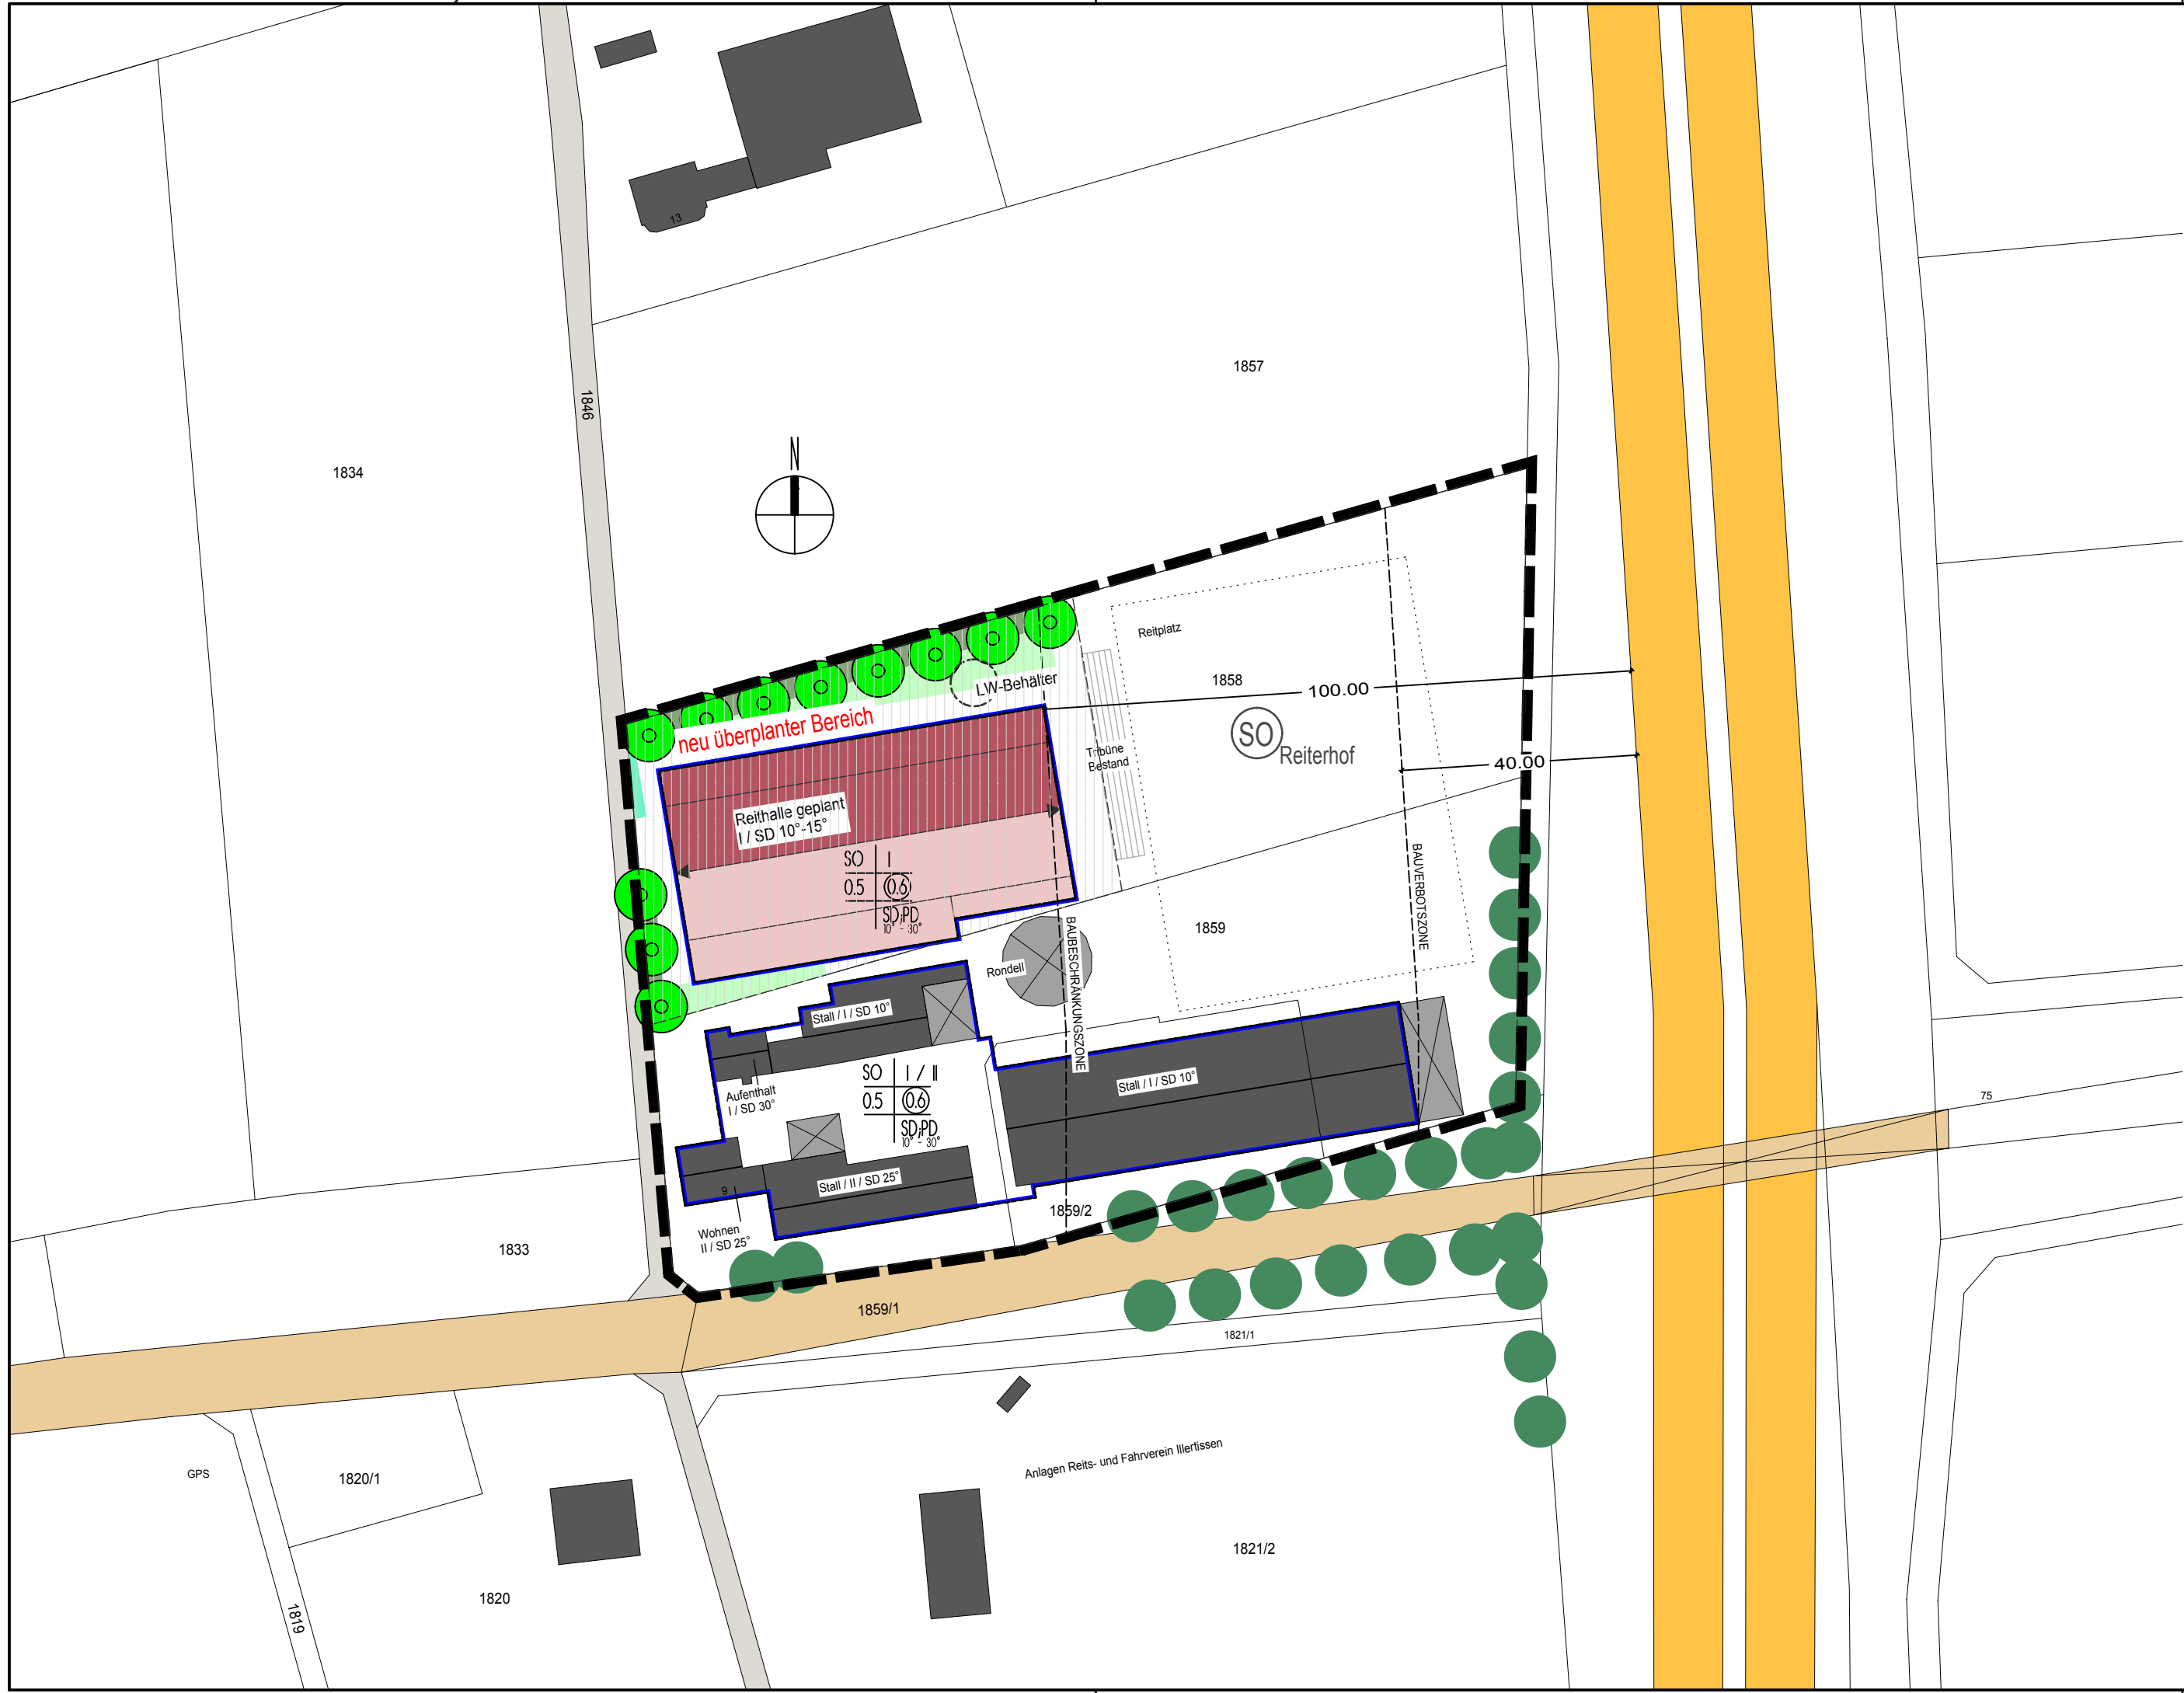 13
1857
1846
1834
N
Reitplatz
1858
LW-Behälter
100.00
neu überplanter Bereich
SO
Reiterhof
Tribüne
Bestand
40.00
Reithalle geplant
I / SD 10°-15°
SO I
0.5 0.6
SD;PD
10° - 30°
BAUVERBOTSZONE
1859
BAUBESCHRÄNKUNGSZONE
Rondell
Stall / I / SD 10°
SO I / II
0.5 0.6
SD;PD
10° - 30°
Stall / I / SD 10°
Aufenthalt
I / SD 30°
75
Stall / II / SD 25°
9
1859/2
Wohnen
II / SD 25°
1833
1859/1
1821/1
Anlagen Reits- und Fahrverein Illertissen
GPS
1820/1
1821/2
1820
1819